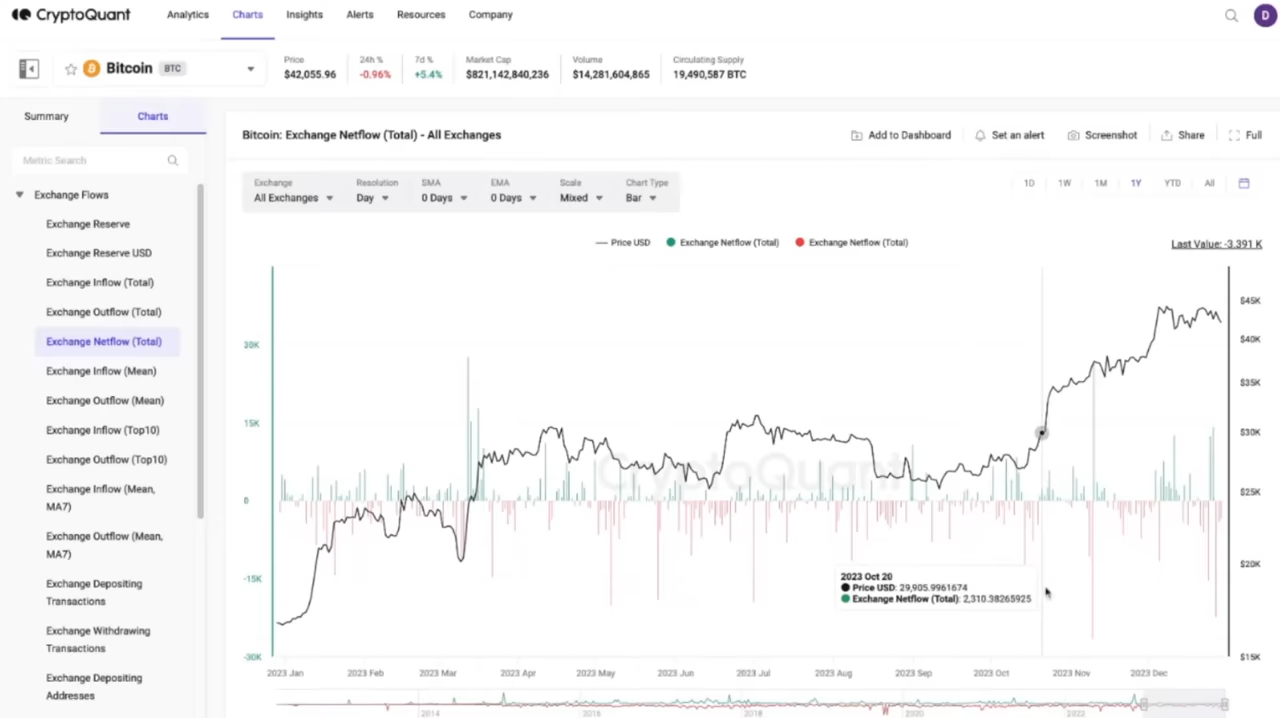 CryptoQuant
Analytics
Charts
Insights
Alerts
Resources
Company
D
Bitcoin BTC
Price
$42,055.96
24h %
-0.96%
7d %
+5.4%
Market Cap
$821,142,840,236
Volume
$14,281,604,865
Circulating Supply
19,490,587 BTC
Summary
Charts
Metric Search
Exchange Flows
Exchange Reserve
Exchange Reserve USD
Exchange Inflow (Total)
Exchange Outflow (Total)
Exchange Netflow (Total)
Exchange Inflow (Mean)
Exchange Outflow (Mean)
Exchange Inflow (Top10)
Exchange Outflow (Top10)
Exchange Inflow (Mean,
MA7)
Exchange Outflow (Mean,
MA7)
Exchange Depositing
Transactions
Exchange Withdrawing
Transactions
Exchange Depositing
Addresses
Bitcoin: Exchange Netflow (Total) - All Exchanges
Add to Dashboard
Set an alert
Screenshot
Share
Full
Exchange
All Exchanges
Resolution
Day
SMA
0 Days
EMA
0 Days
Scale
Mixed
Chart Type
Bar
1D
1W
1M
1Y
YTD
All
Price USD
Exchange Netflow (Total)
Exchange Netflow (Total)
Last Value: -3.391 K
20K
15K
0
-15K
-30K
$45K
$40K
$35K
$30K
$25K
$20K
$15K
CryptoQuant
2023 Oct 20
Price USD: 29,905.9961674
Exchange Netflow (Total): 2,310.38265925
2023 Jan
2023 Feb
2023 Mar
2023 Apr
2023 May
2023 Jun
2023 Jul
2023 Aug
2023 Sep
2023 Oct
2023 Nov
2023 Dec
2014
2016
2018
2020
2022